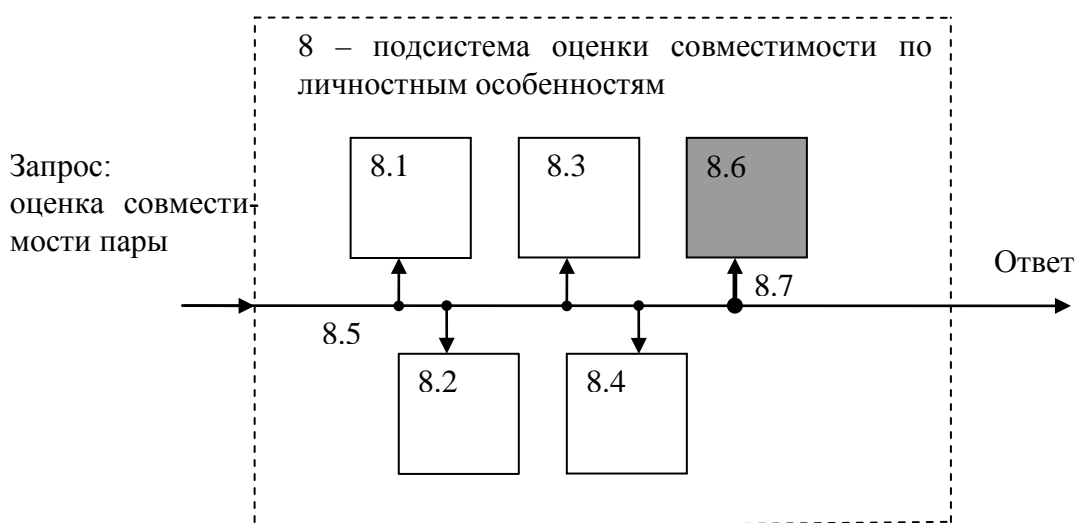 8 – подсистема оценки совместимости по
личностным особенностям
Запрос:
оценка совмести-
мости пары
8.1
8.3
8.6
Ответ
8.7
8.5
8.2
8.4